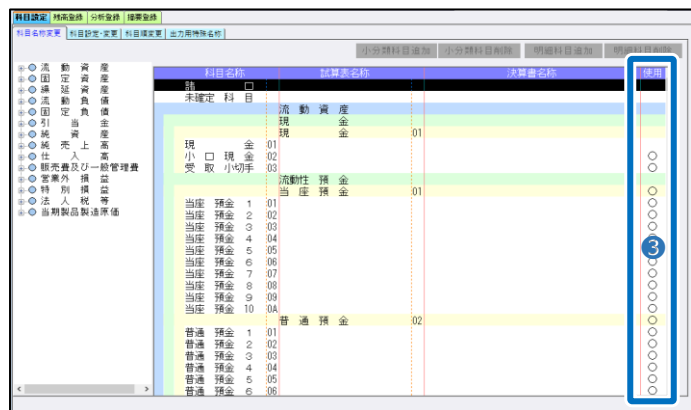 科目設定 残高登録 分析登録 摘要登録
科目名称変更 科目設定・変更 科目順変更 出力用特殊名称
小分類科目追加 小分類科目削除 明細科目追加 明細科目削除
流動資産
固定資産
繰延資産
流動負債
固定負債
引当金
純資産
純売上高
仕入高
販売費及び一般管理費
営業外損益
特別損益
法人税等
当期製品製造原価
科目名称 試算表名称 決算書名称 使用
諸口
未確定科目
流動資産
現金
現金 01
現金 01
小口現金 02 ○
受取小切手 03 ○
流動性預金
当座預金 01 ○
当座預金 1 01 ○
当座預金 2 02 ○
当座預金 3 03 ○
当座預金 4 04 ○
当座預金 5 05
③
当座預金 6 06 ○
当座預金 7 07 ○
当座預金 8 08 ○
当座預金 9 09 ○
当座預金 10 0A ○
普通預金 02 ○
普通預金 1 01 ○
普通預金 2 02 ○
普通預金 3 03 ○
普通預金 4 04 ○
普通預金 5 05 ○
普通預金 6 06 ○